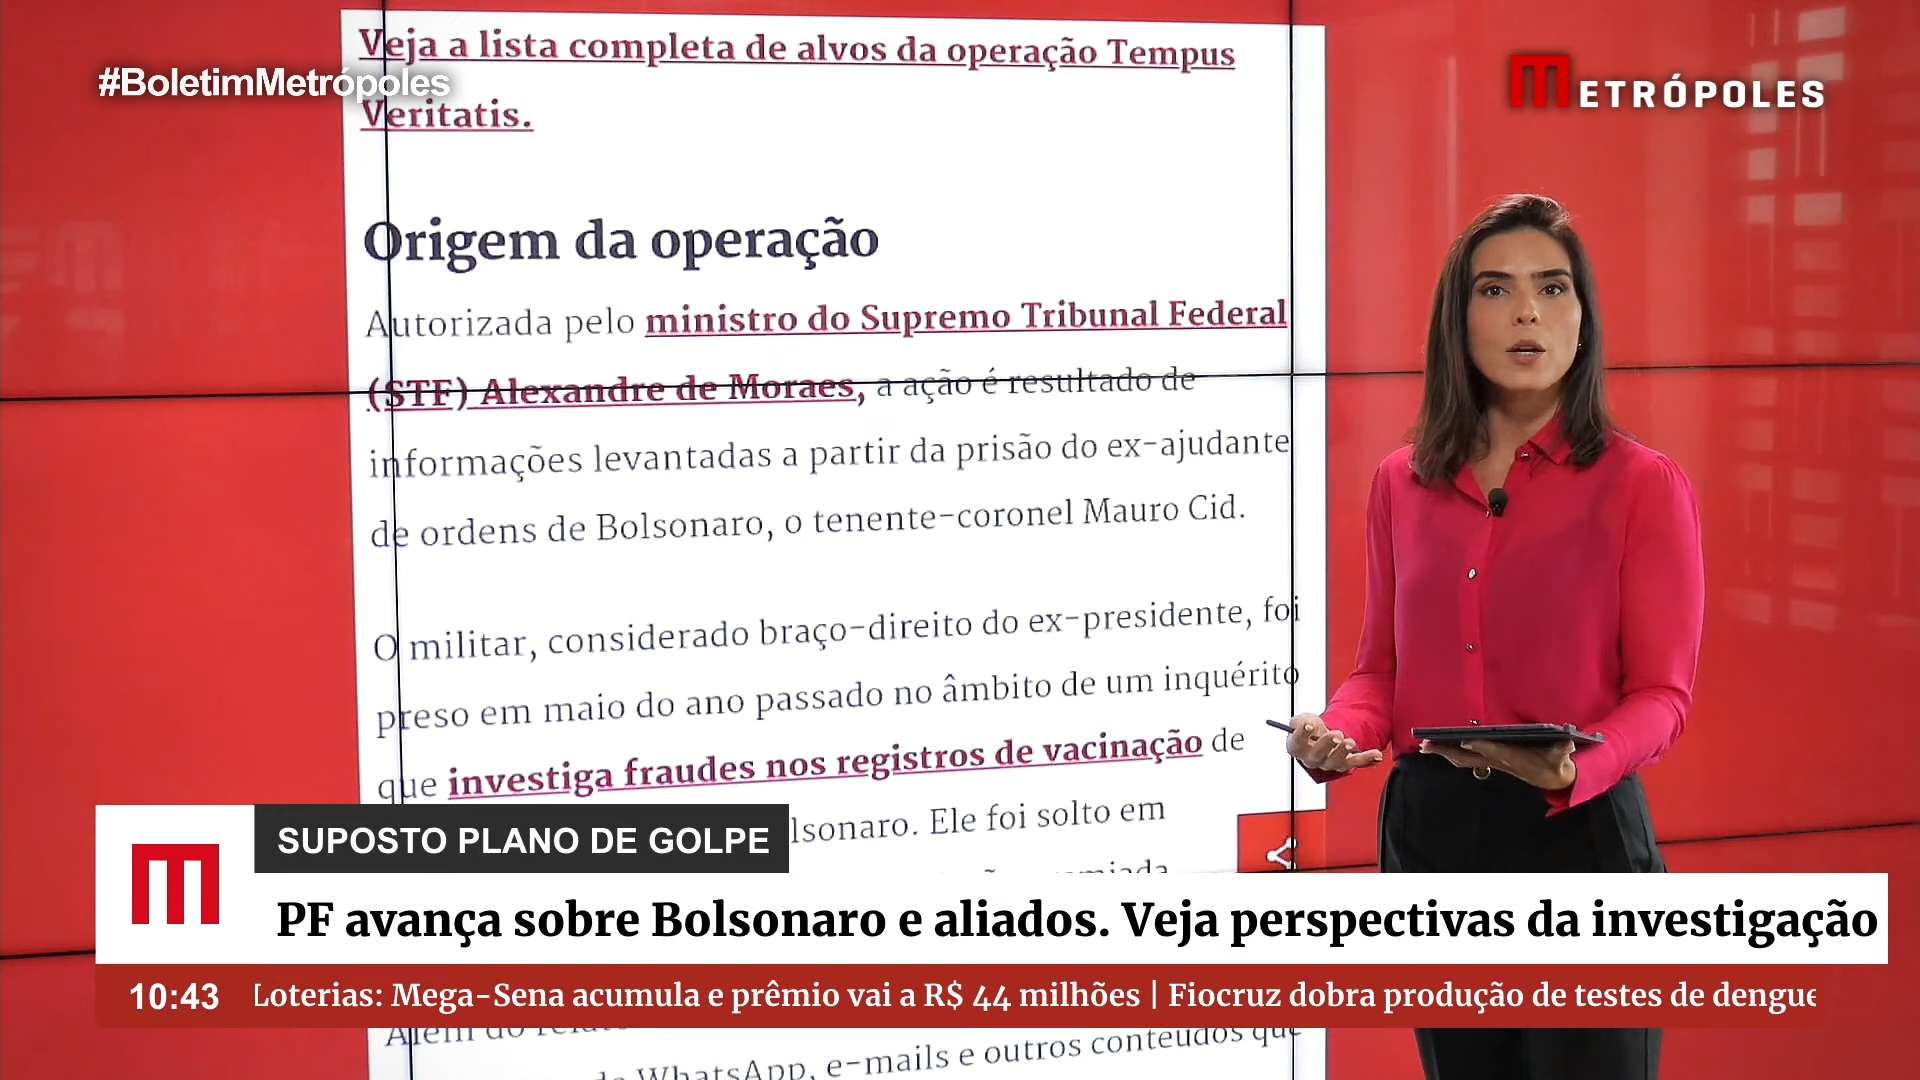 #BoletimMetrópoles
METRÓPOLES
Veja a lista completa de alvos da operação Tempus
Veritatis.
Origem da operação
Autorizada pelo ministro do Supremo Tribunal Federal
(STF) Alexandre de Moraes, a ação é resultado de
informações levantadas a partir da prisão do ex-ajudante
de ordens de Bolsonaro, o tenente-coronel Mauro Cid.
O militar, considerado braço-direito do ex-presidente, foi
preso em maio do ano passado no âmbito de um inquérito
que investiga fraudes nos registros de vacinação de
lsonaro. Ele foi solto em
SUPOSTO PLANO DE GOLPE
M
PF avança sobre Bolsonaro e aliados. Veja perspectivas da investigação
10:43
Loterias: Mega-Sena acumula e prêmio vai a R$ 44 milhões | Fiocruz dobra produção de testes de dengue
Além do
WhatsApp, e-mails e outros conteúdos que